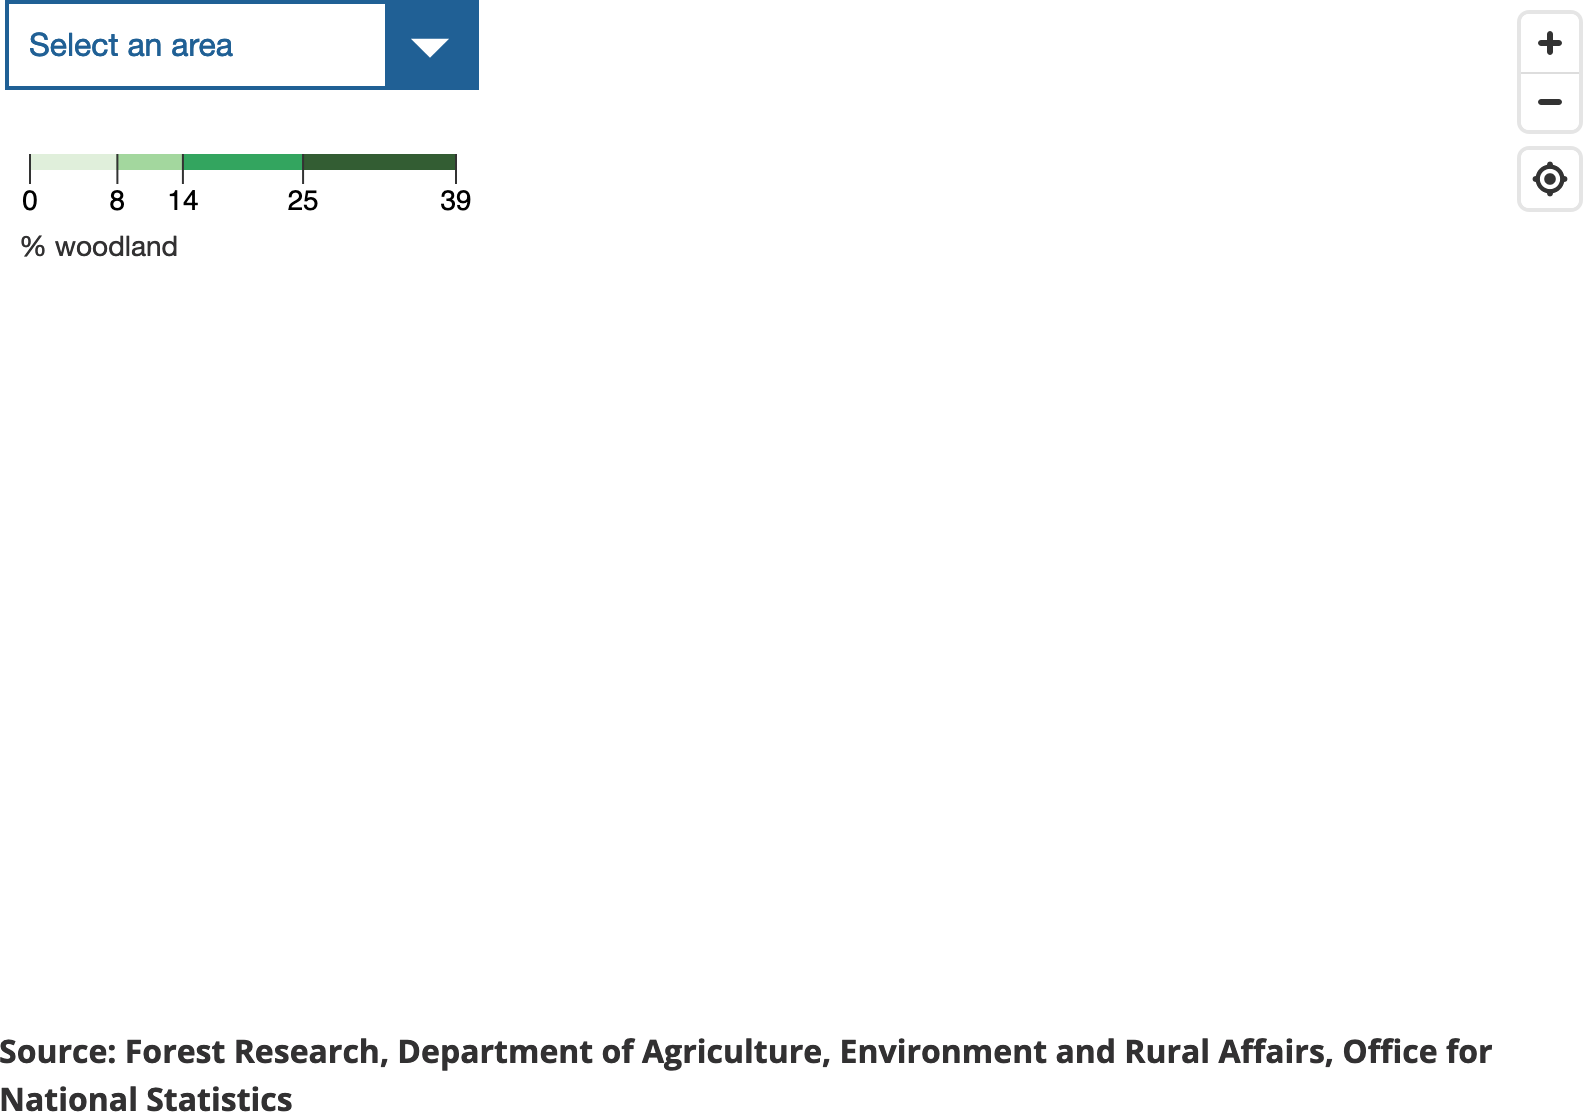 Select an area
0 8 14 25 39
% woodland
Source: Forest Research, Department of Agriculture, Environment and Rural Affairs, Office for
National Statistics